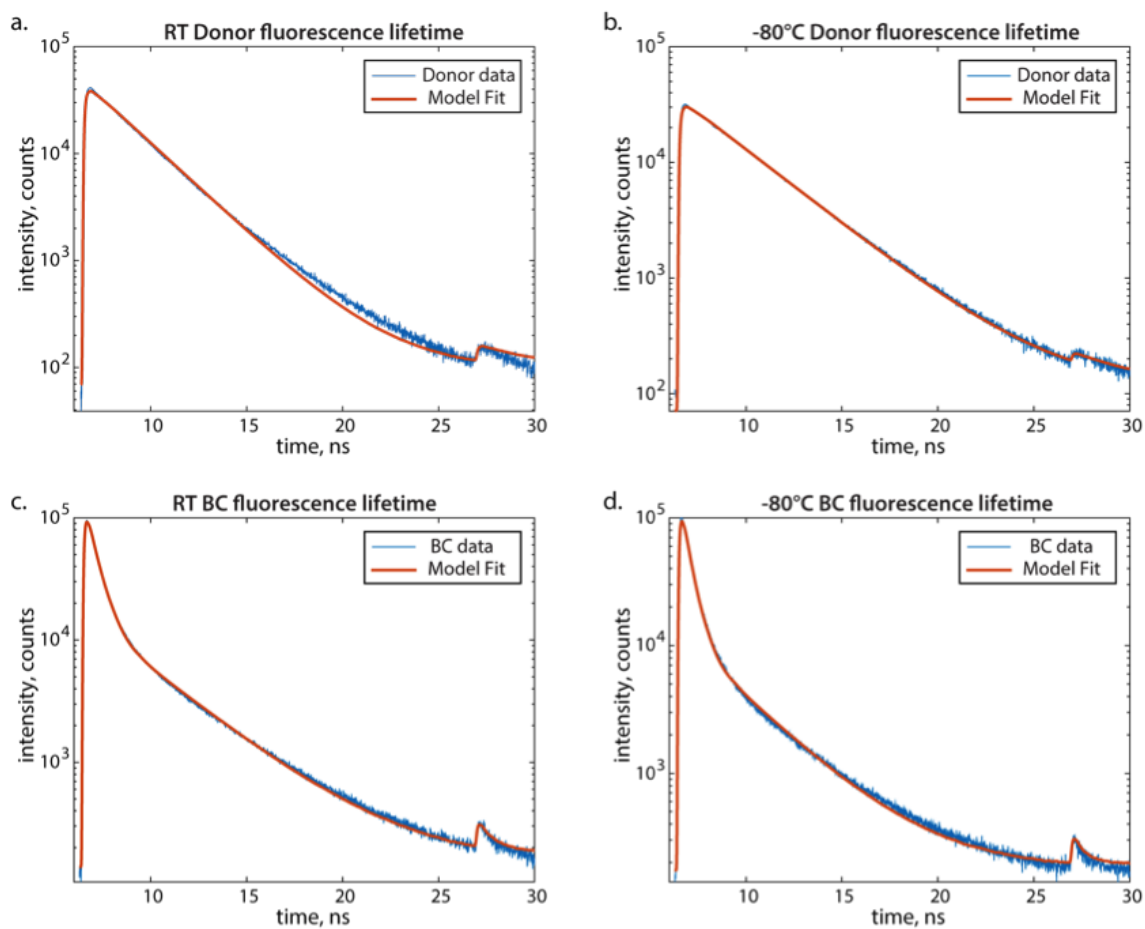 a.
RT Donor fluorescence lifetime
10^5
10^4
10^3
10^2
intensity, counts
Donor data
Model Fit
10
15
20
25
30
time, ns
b.
-80°C Donor fluorescence lifetime
10^5
10^4
10^3
10^2
intensity, counts
Donor data
Model Fit
10
15
20
25
30
time, ns
c.
RT BC fluorescence lifetime
10^5
10^4
10^3
intensity, counts
BC data
Model Fit
10
15
20
25
30
time, ns
d.
-80°C BC fluorescence lifetime
10^5
10^4
10^3
intensity, counts
BC data
Model Fit
10
15
20
25
30
time, ns